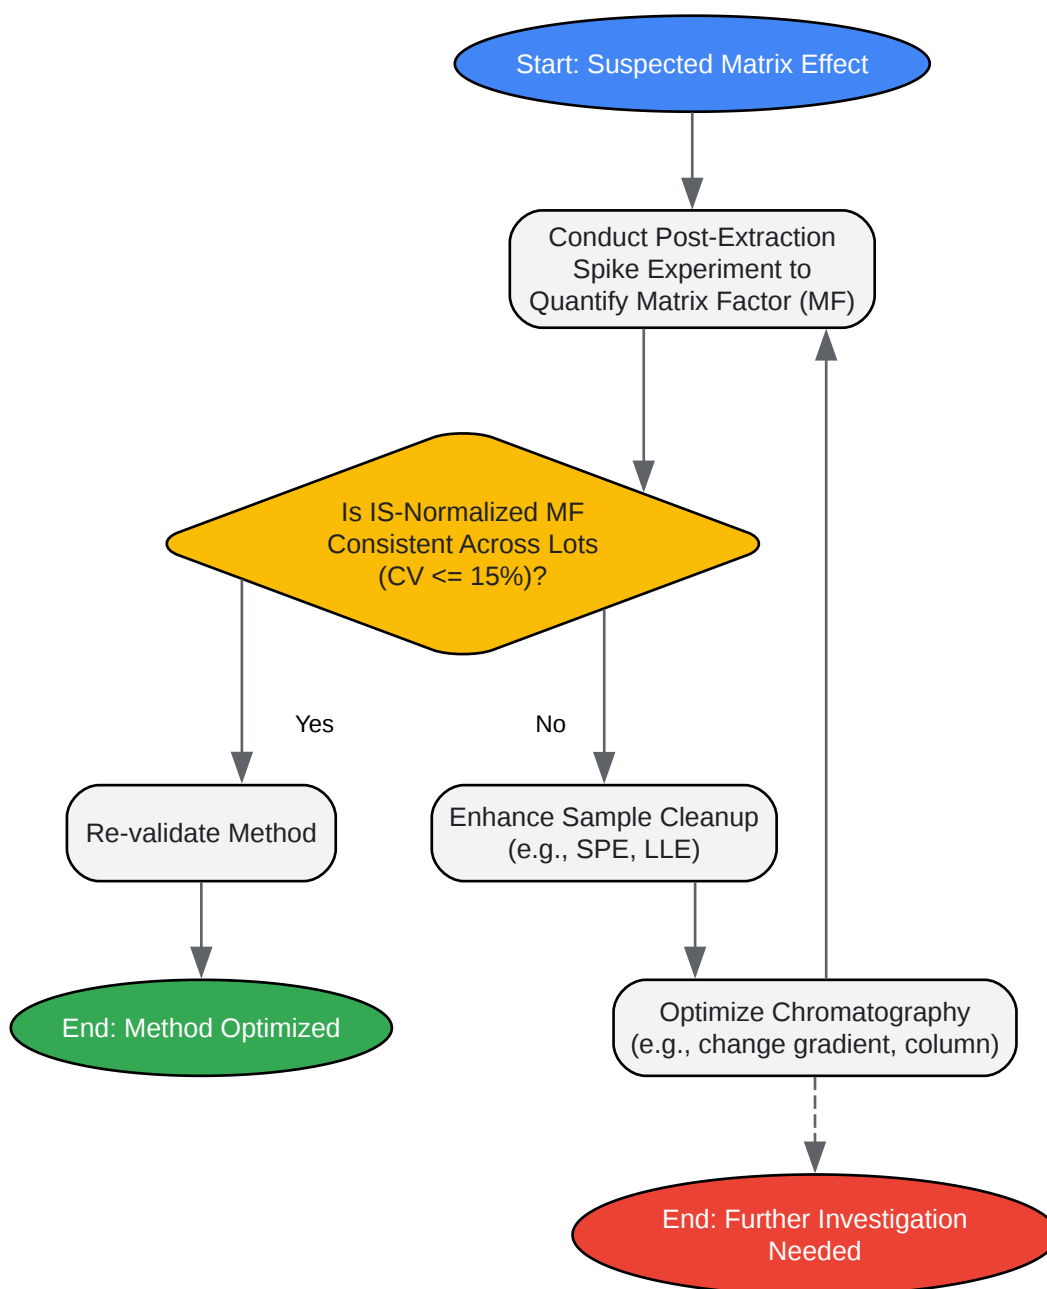 Start: Suspected Matrix Effect
Conduct Post-Extraction
Spike Experiment to
Quantify Matrix Factor (MF)
Is IS-Normalized MF
Consistent Across Lots
(CV <= 15%)?
Yes
No
Re-validate Method
Enhance Sample Cleanup
(e.g., SPE, LLE)
End: Method Optimized
Optimize Chromatography
(e.g., change gradient, column)
End: Further Investigation
Needed